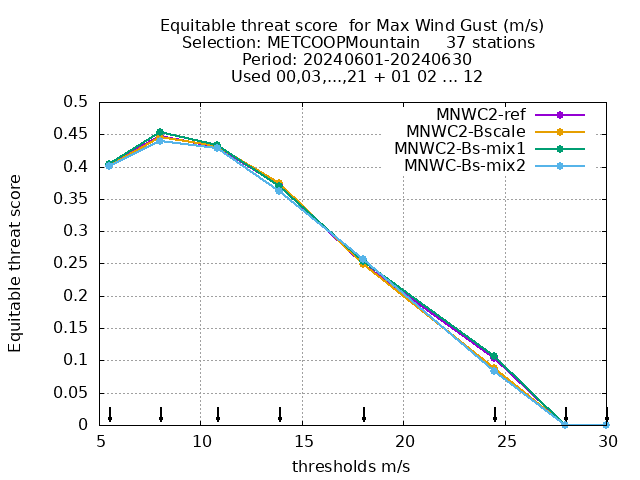 Equitable threat score  for Max Wind Gust (m/s)
Selection: METCOOPMountain     37 stations
Period: 20240601-20240630
Used 00,03,...,21 + 01 02 ... 12
MNWC2-ref
MNWC2-Bscale
MNWC2-Bs-mix1
MNWC-Bs-mix2
Equitable threat score
0.5
0.45
0.4
0.35
0.3
0.25
0.2
0.15
0.1
0.05
0
5 10 15 20 25 30
thresholds m/s